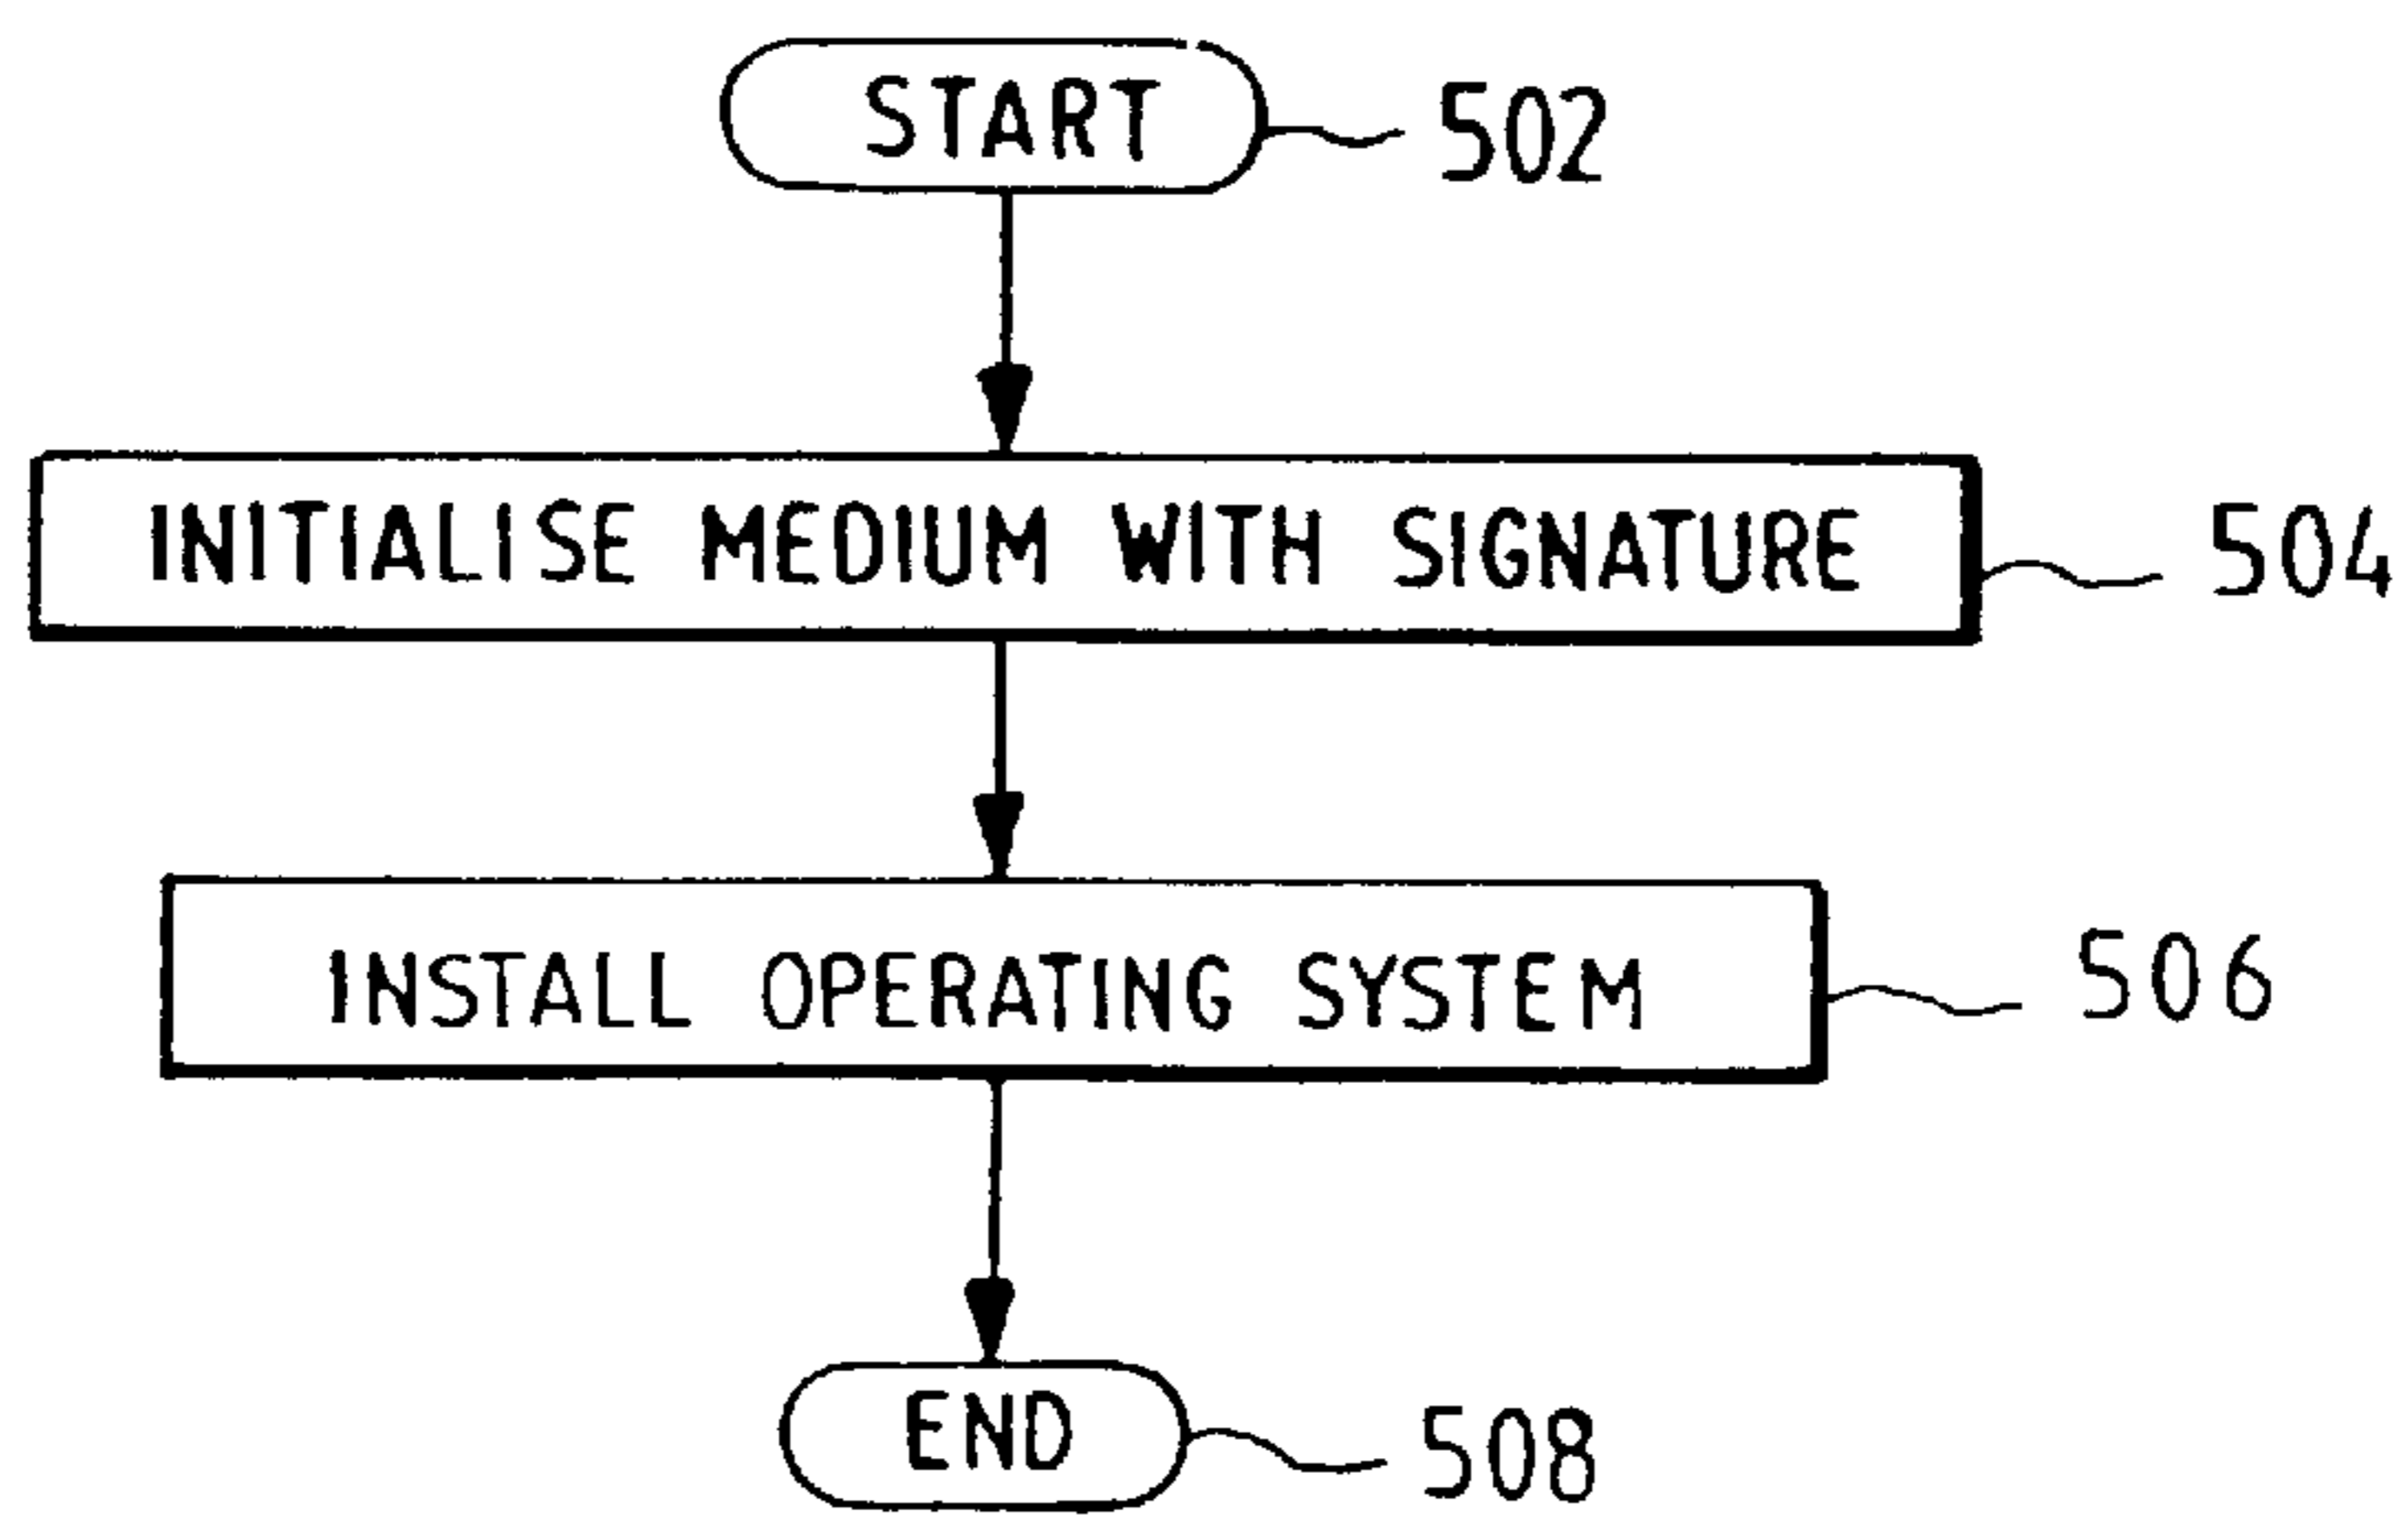 START 502
INITIALISE MEDIUM WITH SIGNATURE 504
INSTALL OPERATING SYSTEM 506
END 508